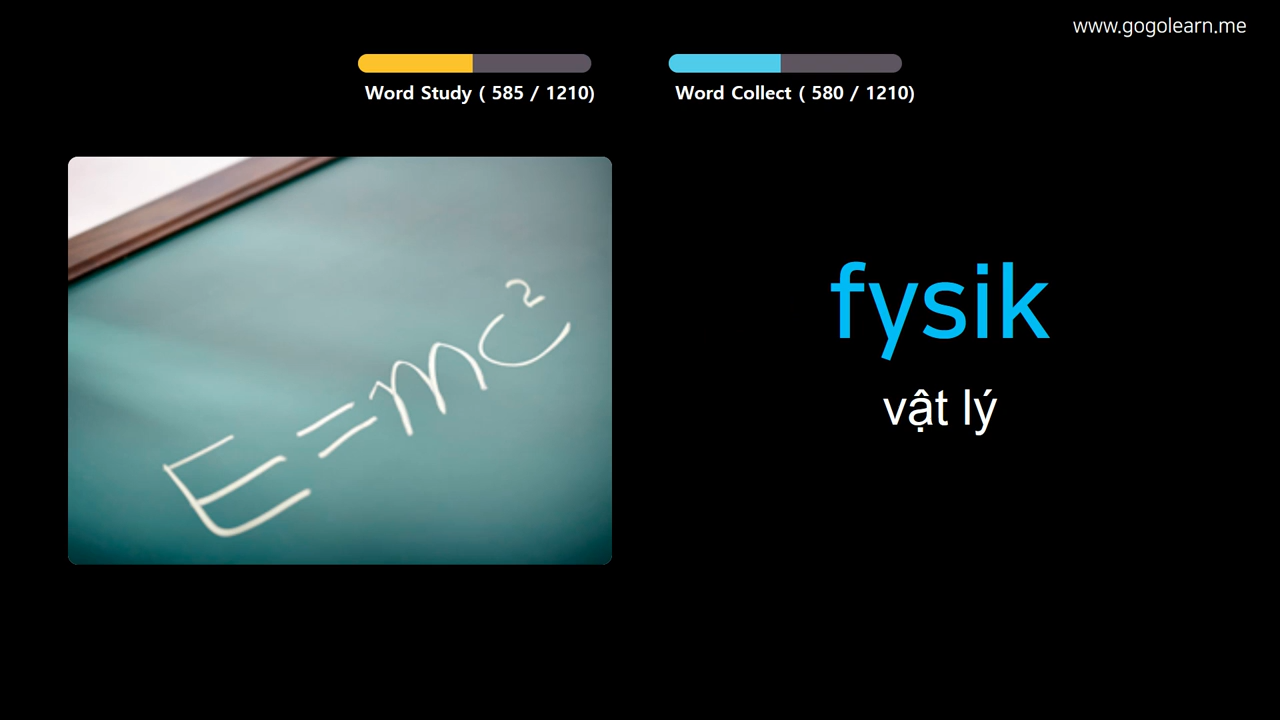 www.gogolearn.me
Word Study ( 585 / 1210)
Word Collect ( 580 / 1210)
E=mc²
fysik
vật lý